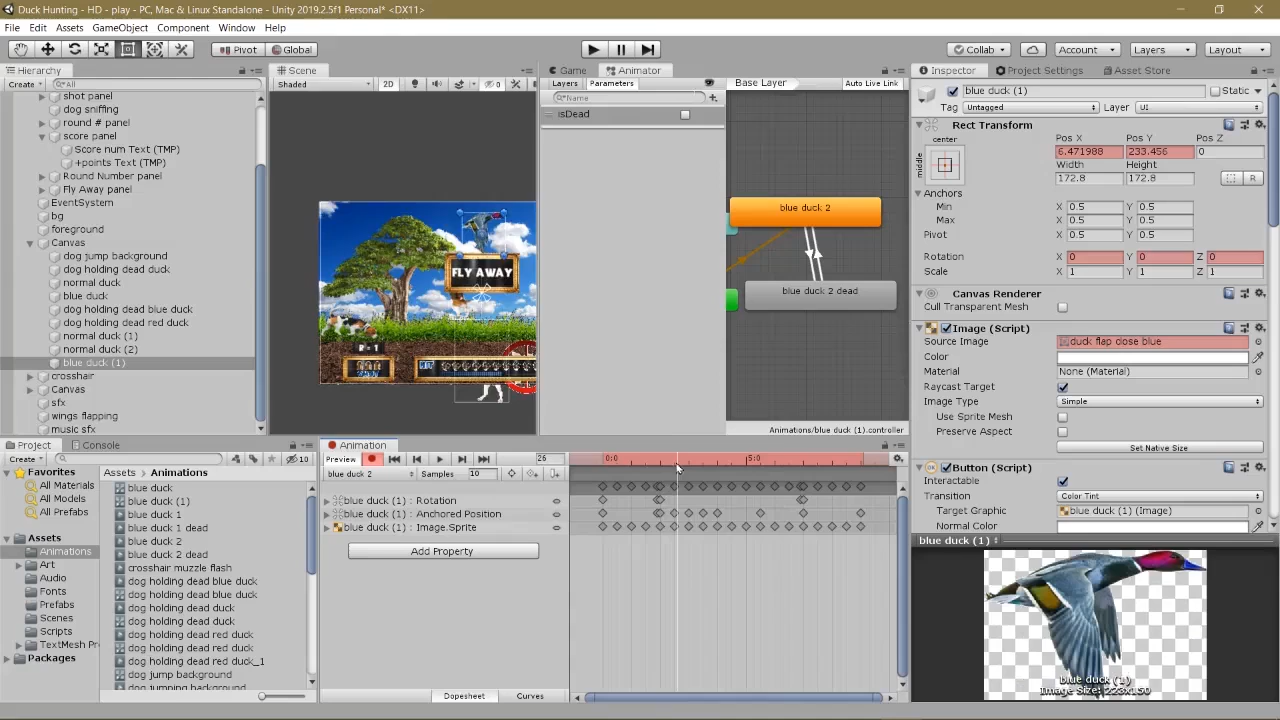 Duck Hunting - HD - play - PC, Mac & Linux Standalone - Unity 2019.2.5f1 Personal* <DX11>
File Edit Assets GameObject Component Window Help
Pivot Global Collab Account Layers Layout
Hierarchy
Create All
shot panel
dog sniffing
round # panel
score panel
Score num Text (TMP)
+points Text (TMP)
Round Number panel
Fly Away panel
EventSystem
bg
foreground
Canvas
dog jump background
dog holding dead duck
normal duck
blue duck
dog holding dead blue duck
dog holding dead red duck
normal duck (1)
normal duck (2)
blue duck (1)
crosshair
Canvas
sfx
wings flapping
music sfx
Scene
Shaded 2D 0
FLY AWAY
R = 1
Game Animator
Layers Parameters Base Layer Auto Live Link
Name
isDead
blue duck 2
blue duck 2 dead
Animations/blue duck (1).controller
Inspector Project Settings Asset Store
blue duck (1) Static
Tag Untagged Layer UI
Rect Transform
center
middle
Pos X Pos Y Pos Z
6.471988 233.456 0
Width Height
172.8 172.8 R
Anchors
Min X 0.5 Y 0.5
Max X 0.5 Y 0.5
Pivot X 0.5 Y 0.5
Rotation X 0 Y 0 Z 0
Scale X 1 Y 1 Z 1
Canvas Renderer
Cull Transparent Mesh
Image (Script)
Source Image duck flap close blue
Color
Material None (Material)
Raycast Target
Image Type Simple
Use Sprite Mesh
Preserve Aspect
Set Native Size
Button (Script)
Interactable
Transition Color Tint
Target Graphic blue duck (1) (Image)
Normal Color
blue duck (1)
blue duck (1)
Image Size: 223x150
Project Console
Create 10
Favorites
All Materials
All Models
All Prefabs
Assets
Animations
Art
Audio
Fonts
Prefabs
Scenes
Scripts
TextMesh Pr
Packages
Assets Animations
blue duck
blue duck (1)
blue duck 1
blue duck 1 dead
blue duck 2
blue duck 2 dead
crosshair muzzle flash
dog holding dead blue duck
dog holding dead blue duck
dog holding dead duck
dog holding dead duck
dog holding dead red duck
dog holding dead red duck
dog holding dead red duck_1
dog jump background
dog jumping background
Animation
Preview 26 0:0 5:0
blue duck 2 Samples 10
blue duck (1) : Rotation
blue duck (1) : Anchored Position
blue duck (1) : Image.Sprite
Add Property
Dopesheet Curves